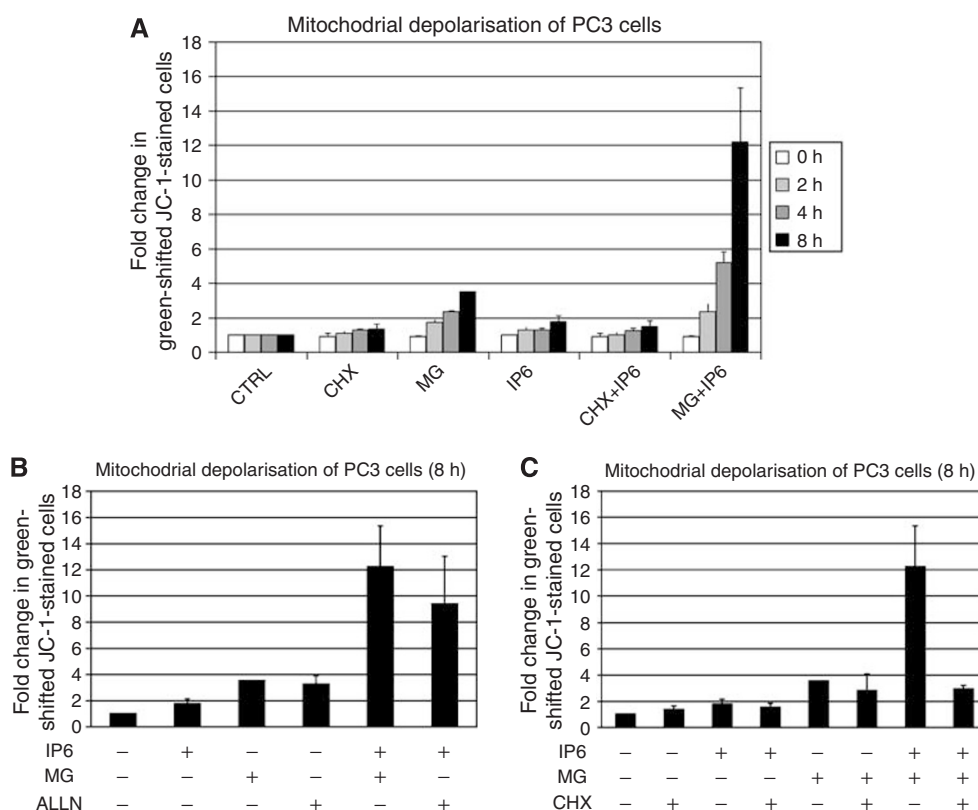 A
Mitochodrial depolarisation of PC3 cells
Fold change in
green-shifted JC-1-stained cells
18
16
14
12
10
8
6
4
2
0
CTRL
CHX
MG
IP6
CHX+IP6
MG+IP6
0 h
2 h
4 h
8 h
B
Mitochodrial depolarisation of PC3 cells (8 h)
Fold change in green-
shifted JC-1-stained cells
18
16
14
12
10
8
6
4
2
0
IP6 – + – – + +
MG – – + – + –
ALLN – – – + – +
C
Mitochodrial depolarisation of PC3 cells (8 h)
Fold change in green-
shifted JC-1-stained cells
18
16
14
12
10
8
6
4
2
0
IP6 – – + + – – + +
MG – – – – + + + +
CHX – + – + – + – +